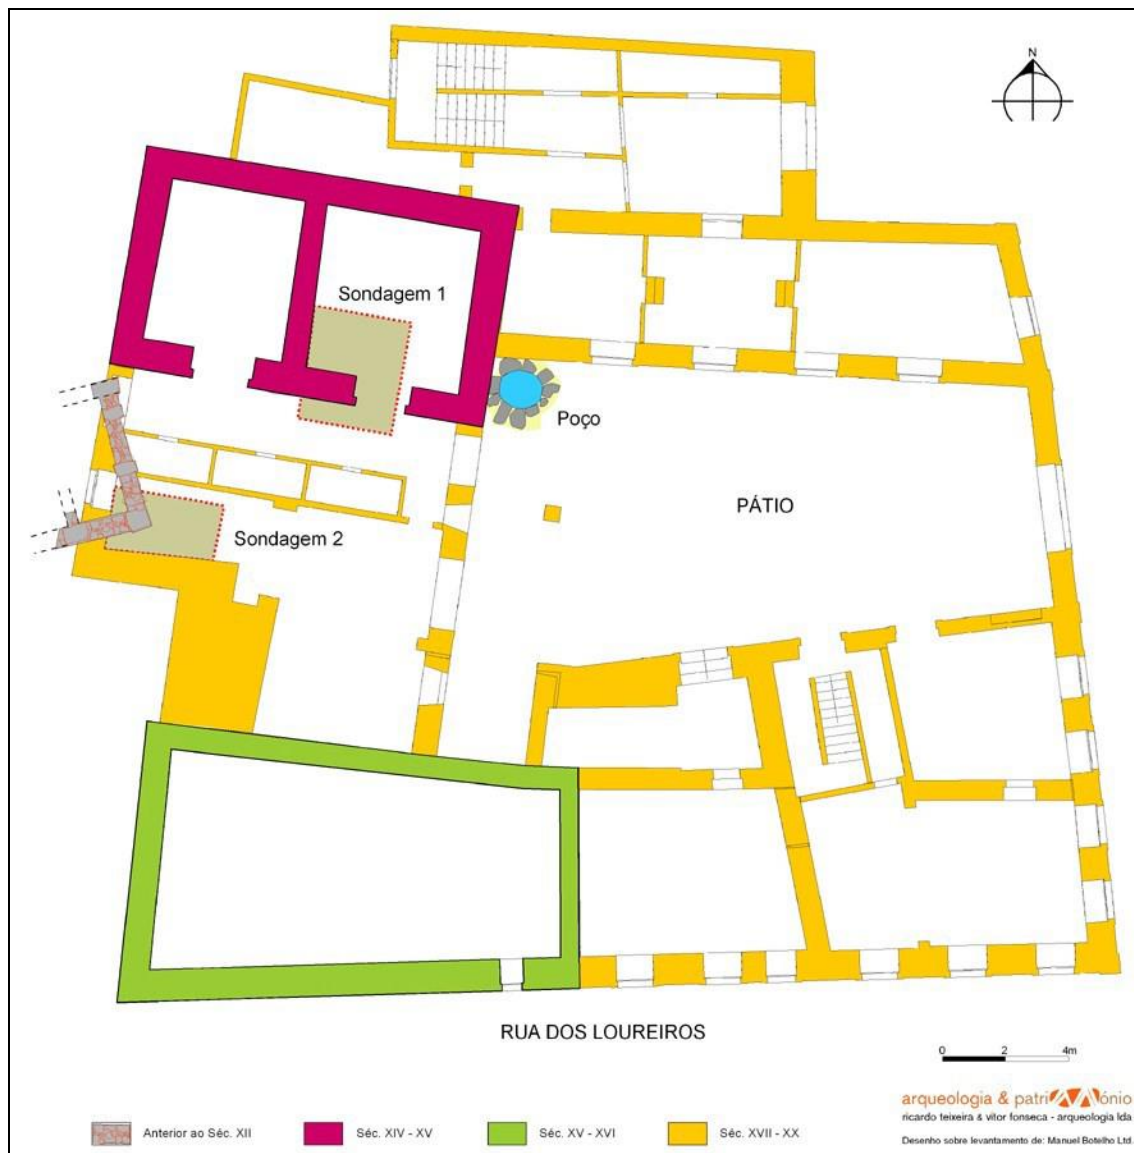 N
Sondagem 1
Poço
PÁTIO
Sondagem 2
RUA DOS LOUREIROS
0 2 4m
arqueologia & património
ricardo teixeira & vítor fonseca - arqueologia lda
Desenho sobre levantamento de: Manuel Botelho Ltd.
Anterior ao Séc. XII
Séc. XIV - XV
Séc. XV - XVI
Séc. XVII - XX